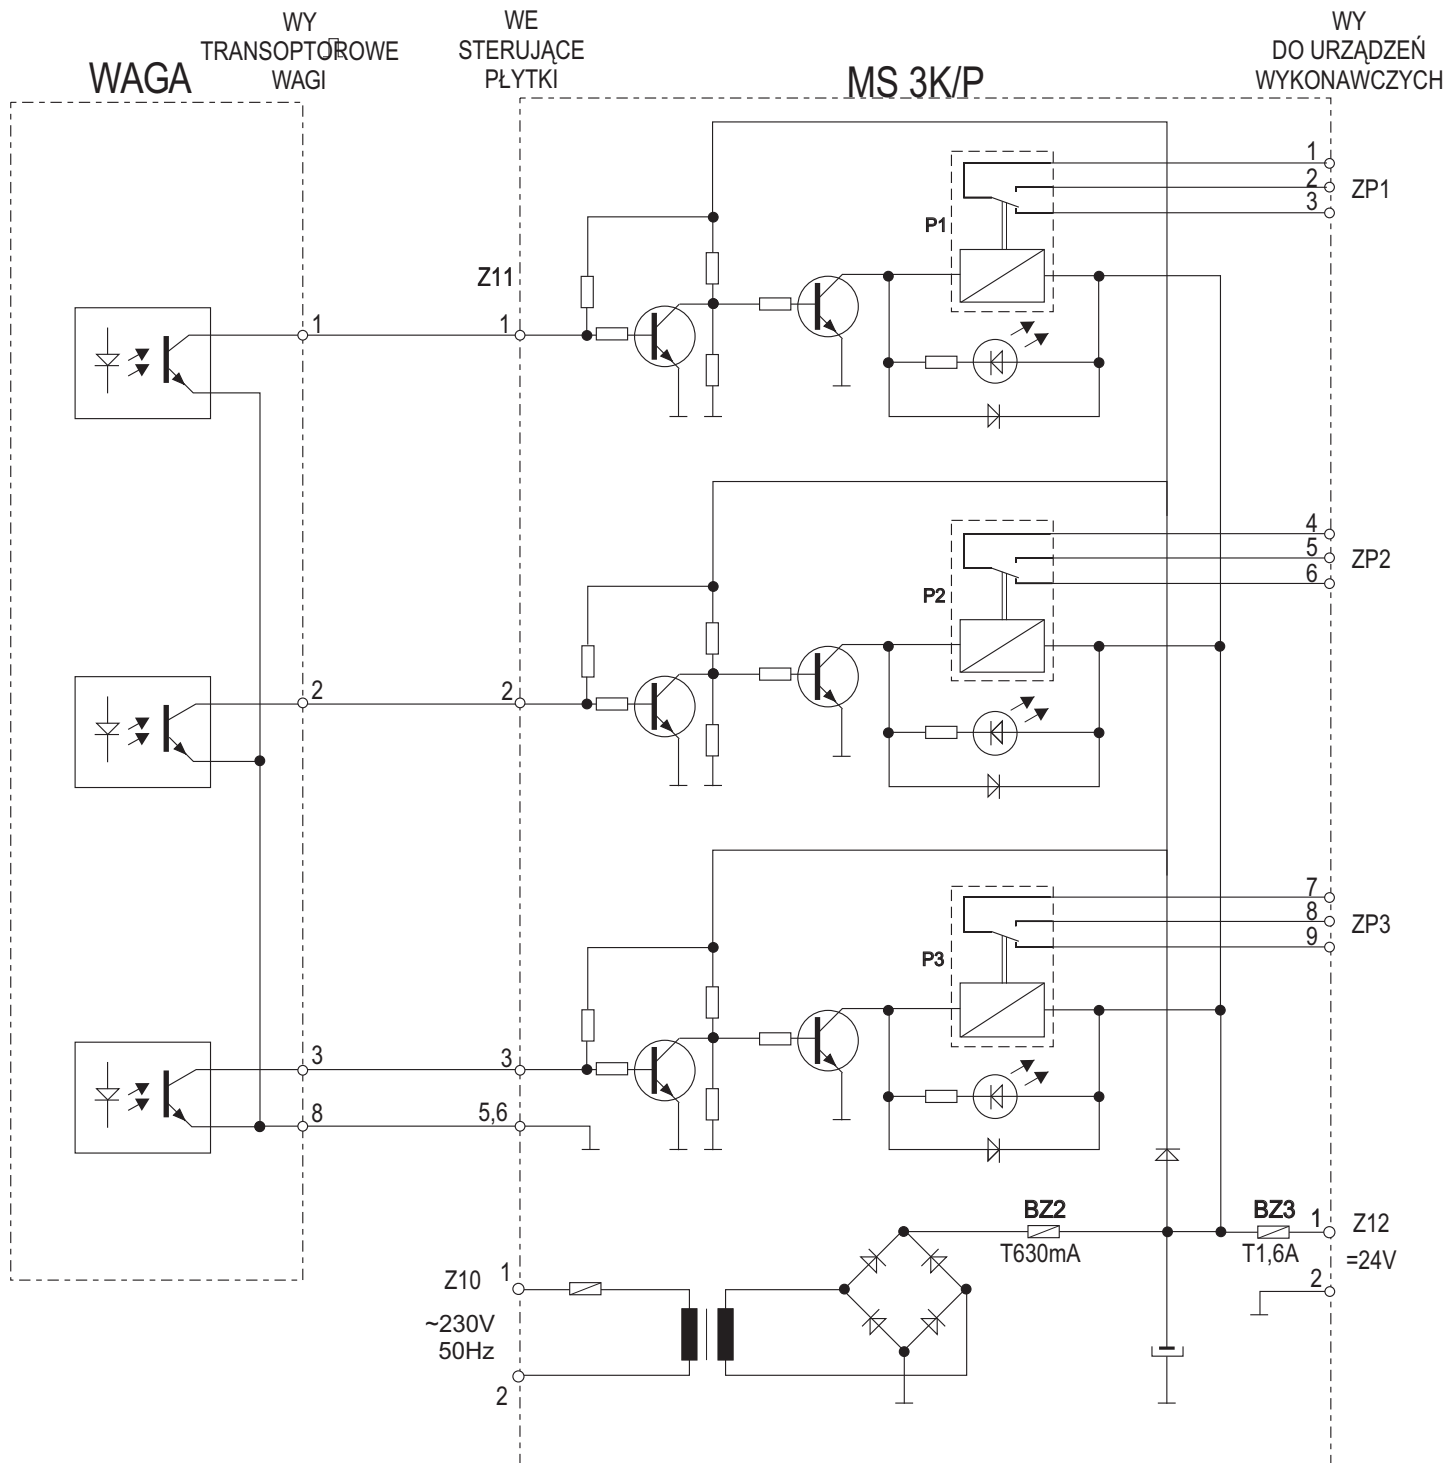 WY
TRANSOPTOROWE
WAGI
WE
STERUJĄCE
PŁYTKI
WY
DO URZĄDZEŃ
WYKONAWCZYCH
WAGA
MS 3K/P
1
2
3
ZP1
P1
Z11
1
1
4
5
6
ZP2
P2
2
2
7
8
9
ZP3
P3
3
3
8
5,6
BZ2
T630mA
BZ3
T1,6A
1
Z12
=24V
2
Z10
1
~230V
50Hz
2